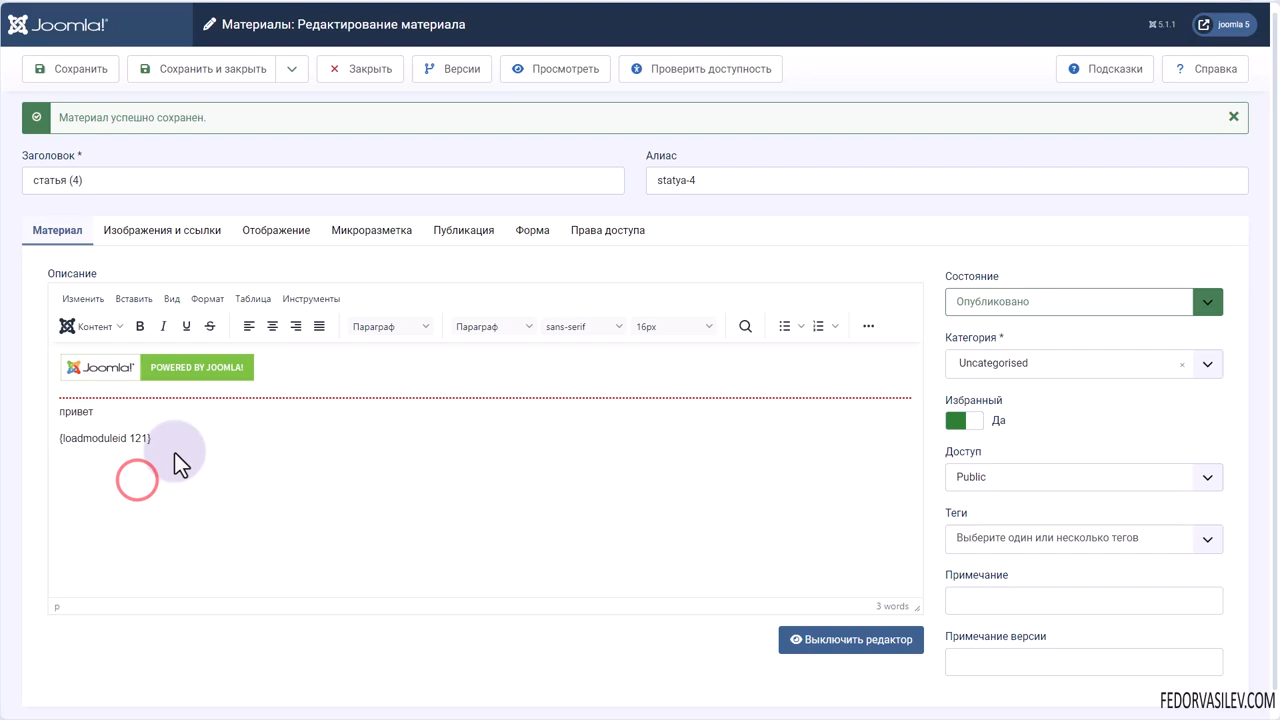 Joomla!
Материалы: Редактирование материала
5.1.1
joomla 5
Сохранить
Сохранить и закрыть
Закрыть
Версии
Просмотреть
Проверить доступность
Подсказки
Справка
Материал успешно сохранен.
Заголовок *
Алиас
статья (4)
statya-4
Материал
Изображения и ссылки
Отображение
Микроразметка
Публикация
Форма
Права доступа
Описание
Изменить
Вставить
Вид
Формат
Таблица
Инструменты
Контент
B
I
U
S
Параграф
Параграф
sans-serif
16px
Joomla!
POWERED BY JOOMLA!
привет
{loadmoduleid 121}
p
3 words
Выключить редактор
Состояние
Опубликовано
Категория *
Uncategorised
Избранный
Да
Доступ
Public
Теги
Выберите один или несколько тегов
Примечание
Примечание версии
FEDORVASILEV.COM